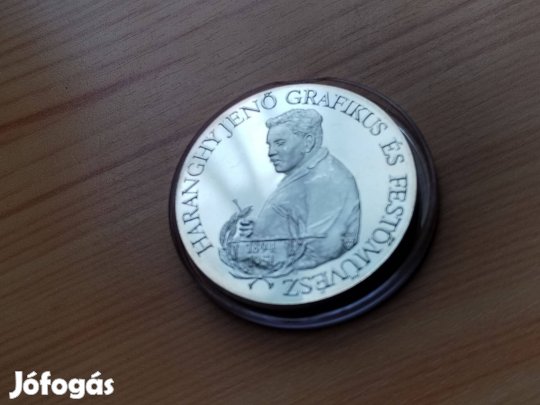 HARANGHY JENŐ GRAFIKUS ÉS FESTŐMŰVÉSZ
Jófogás